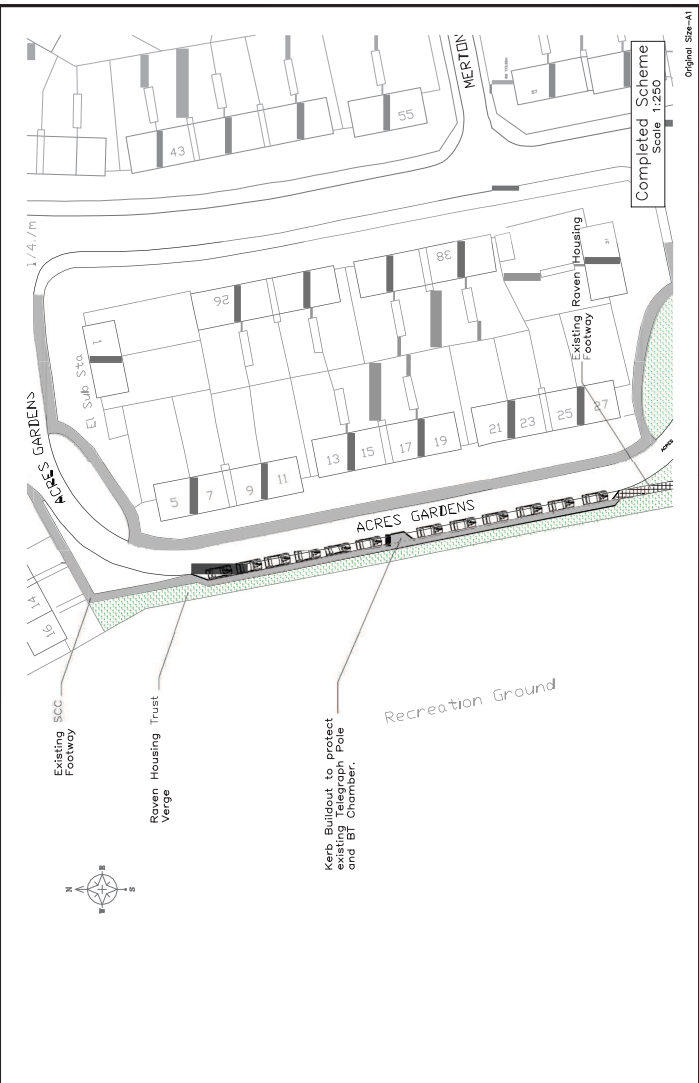 Original Size-A1
Completed Scheme
Scale 1:250
MERTON
55
43
38
26
1
El Sub Sta
ACRES GARDENS
ACRES GARDENS
5
7
9
11
13
15
17
19
21
23
25
27
14
16
Existing Raven Housing
Footway
Existing SCC
Footway
Raven Housing Trust
Verge
Kerb Buildout to protect
existing Telegraph Pole
and BT Chamber.
Recreation Ground
N
E
S
W